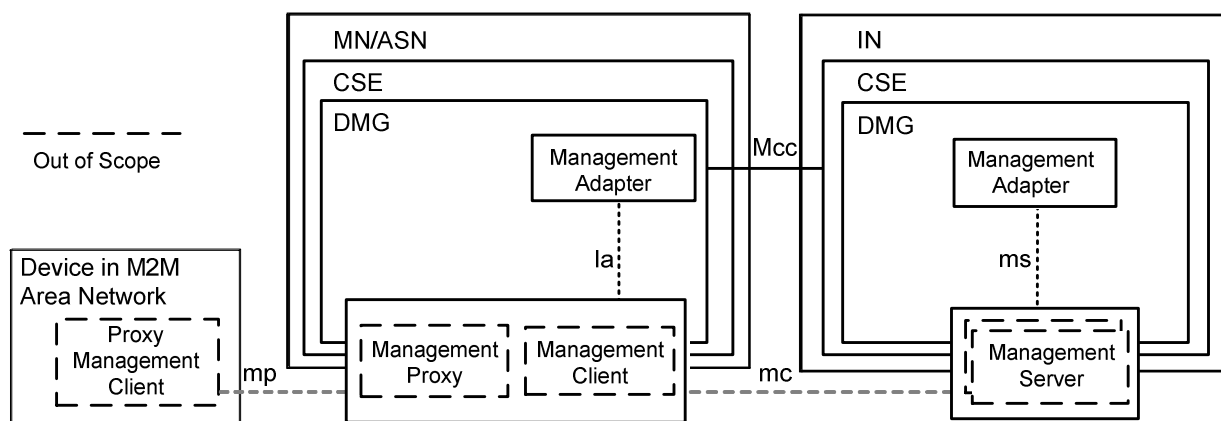 MN/ASN
CSE
DMG
Management
Adapter
Mcc
IN
CSE
DMG
Management
Adapter
Out of Scope
la
ms
Device in M2M
Area Network
Proxy
Management
Client
mp
Management
Proxy
Management
Client
mc
Management
Server